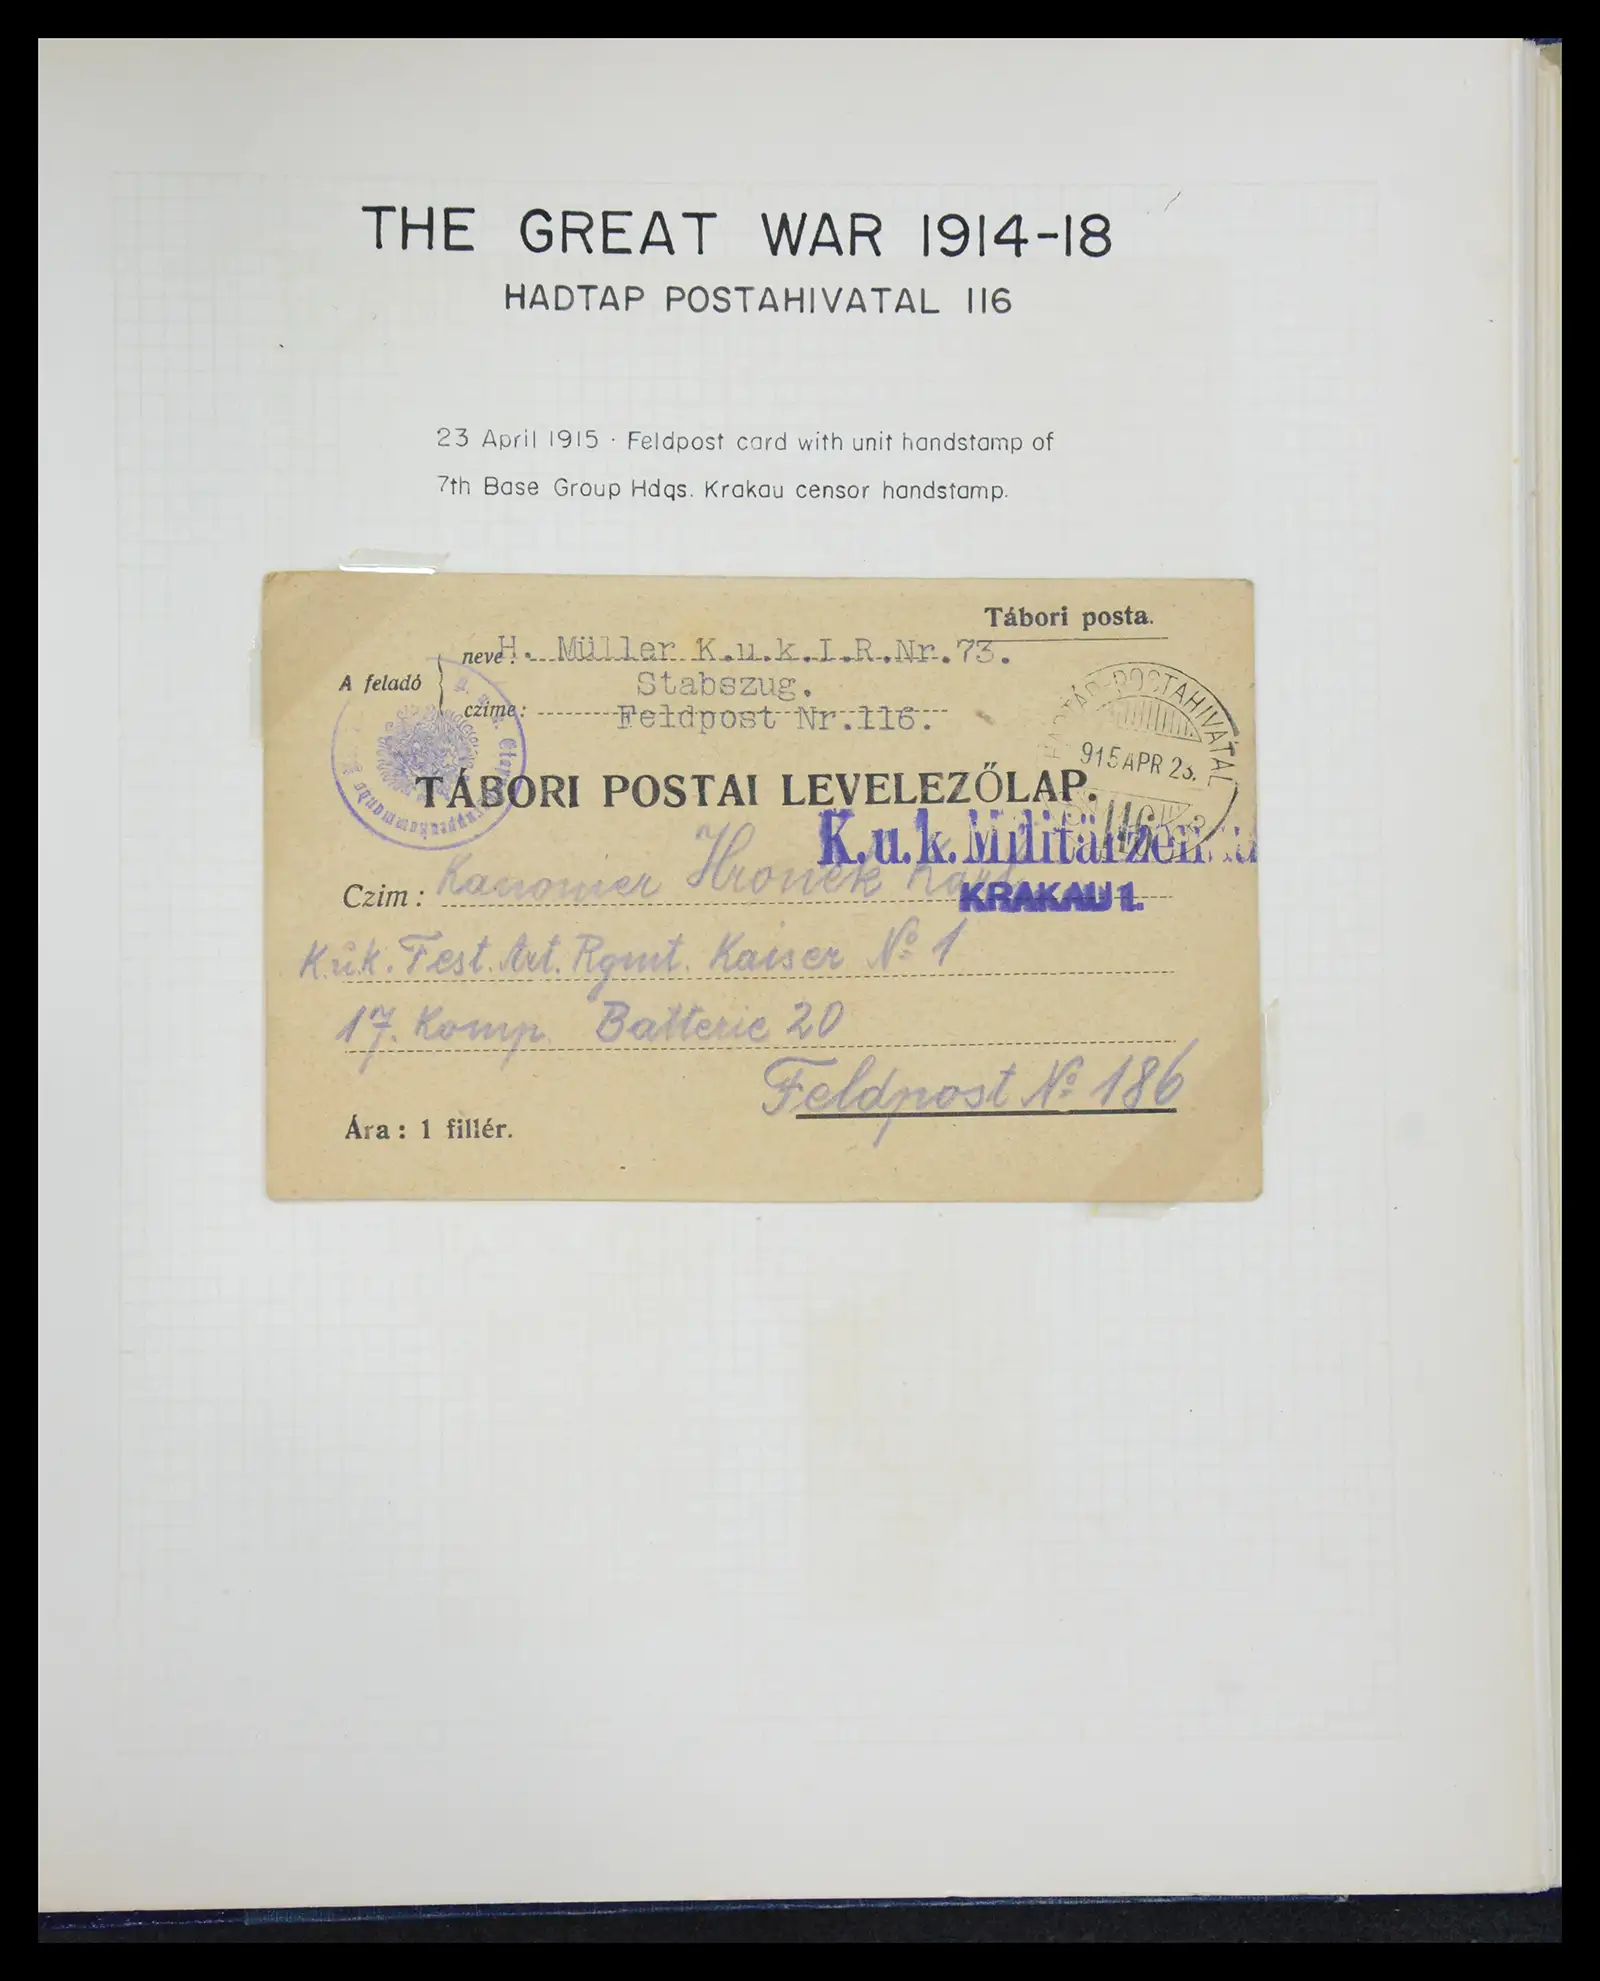 THE GREAT WAR 1914-18
HADTAP POSTAHIVATAL 116
23 April 1915 · Feldpost card with unit handstamp of
7th Base Group Hdqs. Krakau censor handstamp.
Tábori posta.
A feladó
neve: H. Müller K.u.k.I.R.Nr.73.
Stabszug.
czime: Feldpost Nr.116.
POSTAHIVATAL
915 APR 23.
116
TÁBORI POSTAI LEVELEZŐLAP.
K.u.k. Militärzen
KRAKAU 1.
Czim: Kanonier Hronek Karl
K.u.k. Fest. Art. Rgmt. Kaiser No 1
17. Komp. Batterie 20
Feldpost No 186
Ára: 1 fillér.